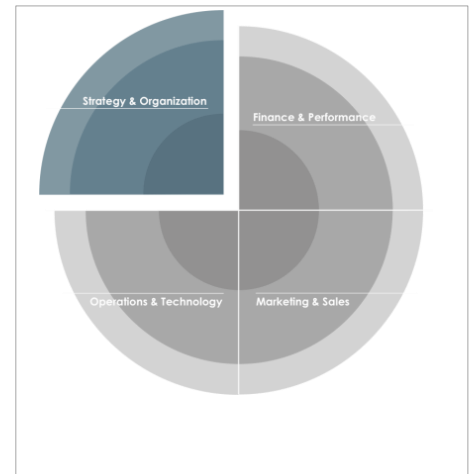 Strategy & Organization
Finance & Performance
Operations & Technology
Marketing & Sales